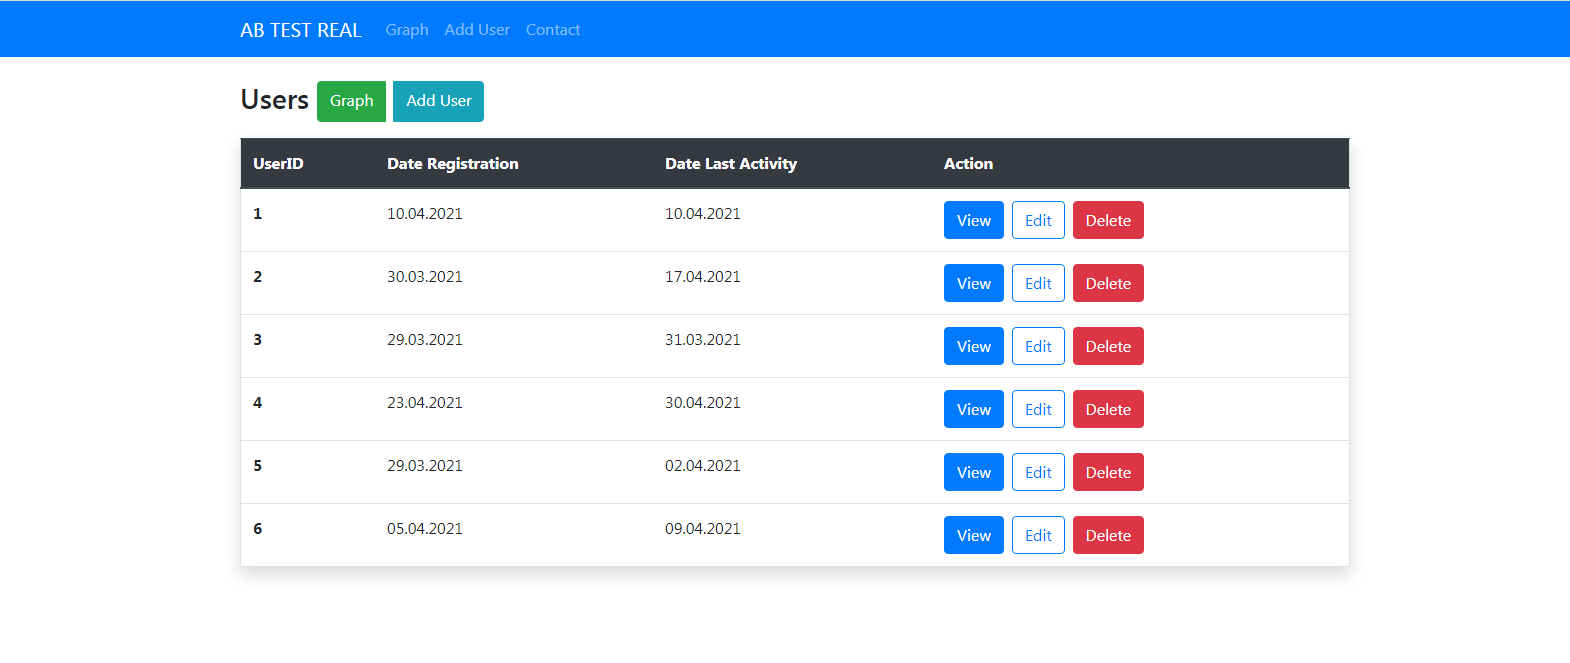 AB TEST REAL Graph Add User Contact
Users Graph Add User
UserID Date Registration Date Last Activity Action
1 10.04.2021 10.04.2021 View Edit Delete
2 30.03.2021 17.04.2021 View Edit Delete
3 29.03.2021 31.03.2021 View Edit Delete
4 23.04.2021 30.04.2021 View Edit Delete
5 29.03.2021 02.04.2021 View Edit Delete
6 05.04.2021 09.04.2021 View Edit Delete